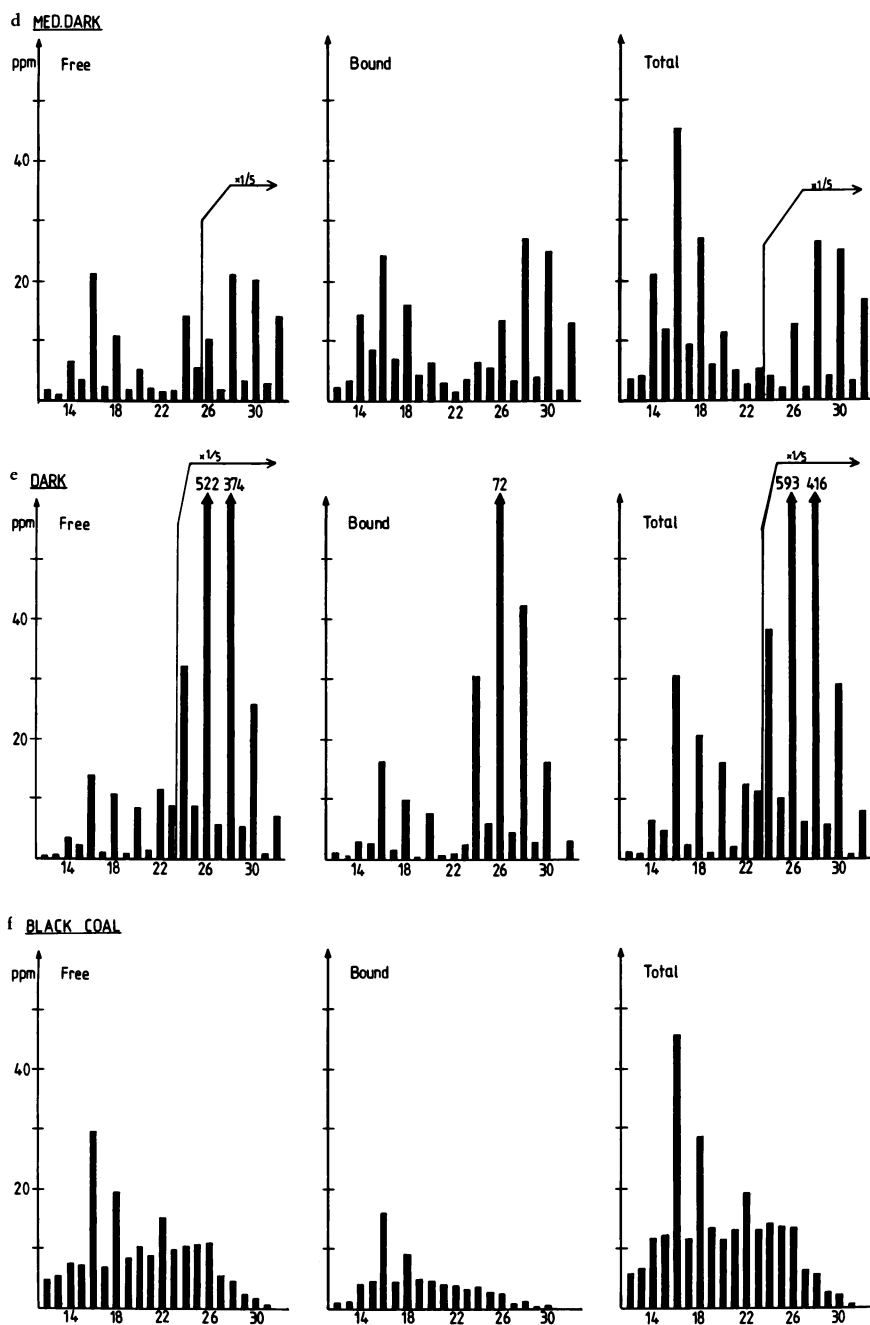 d MED.DARK
ppm Free Bound Total
×1/5 ×1/5
40
20
14 18 22 26 30 14 18 22 26 30 14 18 22 26 30
e DARK
×1/5 ×1/5
522 374 72 593 416
ppm Free Bound Total
40
20
14 18 22 26 30 14 18 22 26 30 14 18 22 26 30
f BLACK COAL
ppm Free Bound Total
40
20
14 18 22 26 30 14 18 22 26 30 14 18 22 26 30